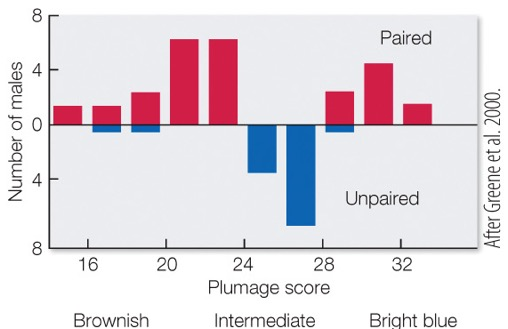 8
Paired
4
Number of males
0
4
Unpaired
8
16 20 24 28 32
Plumage score
Brownish Intermediate Bright blue
After Greene et al. 2000.